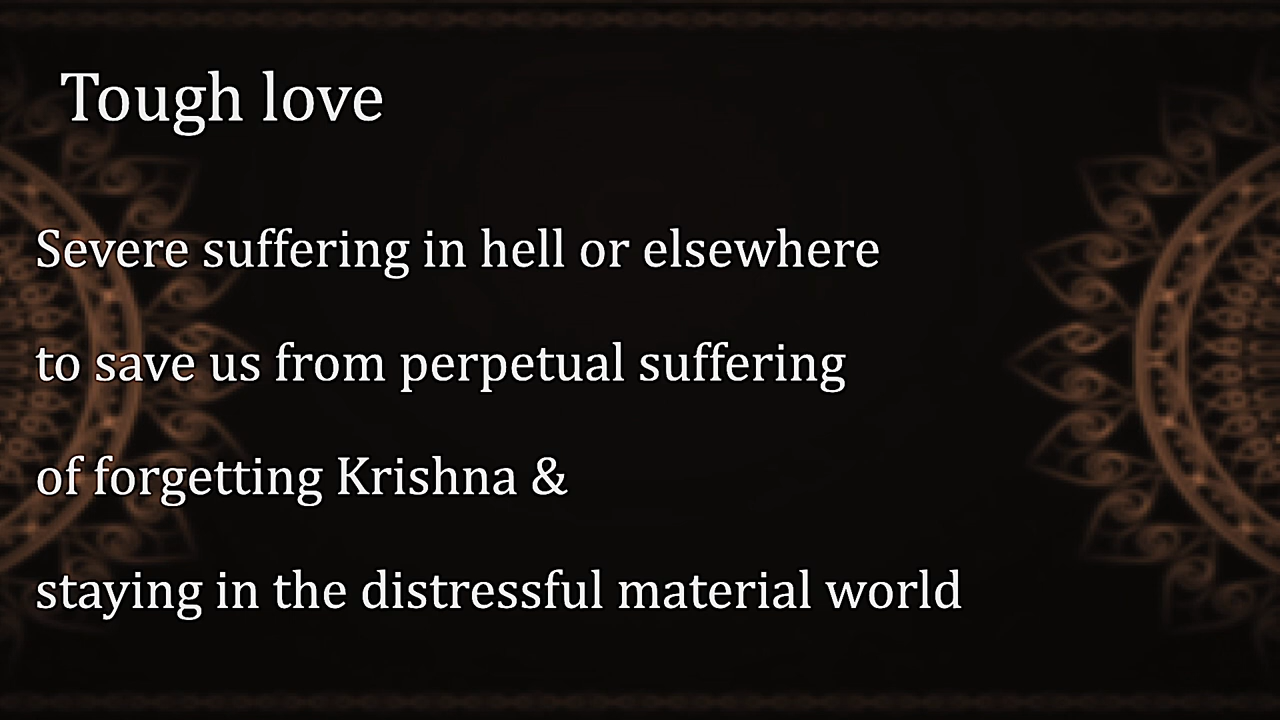 Tough love
Severe suffering in hell or elsewhere
to save us from perpetual suffering
of forgetting Krishna &
staying in the distressful material world